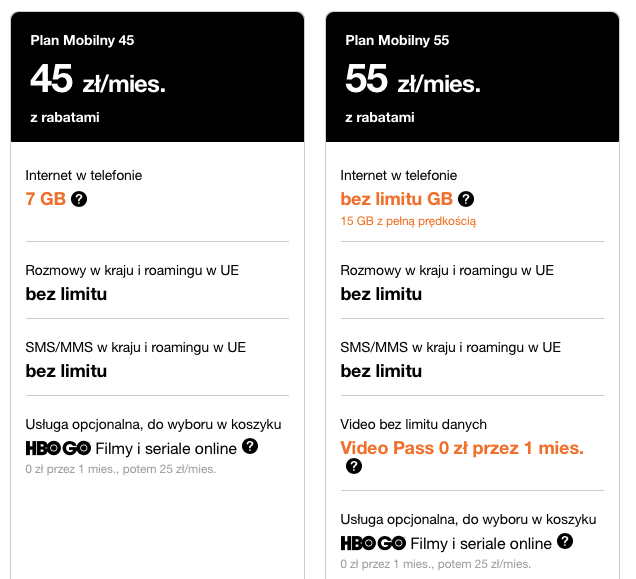 Plan Mobilny 45
45 zł/mies.
z rabatami
Internet w telefonie
7 GB ?
Rozmowy w kraju i roamingu w UE
bez limitu
SMS/MMS w kraju i roamingu w UE
bez limitu
Usługa opcjonalna, do wyboru w koszyku
HBO GO Filmy i seriale online ?
0 zł przez 1 mies., potem 25 zł/mies.
Plan Mobilny 55
55 zł/mies.
z rabatami
Internet w telefonie
bez limitu GB ?
15 GB z pełną prędkością
Rozmowy w kraju i roamingu w UE
bez limitu
SMS/MMS w kraju i roamingu w UE
bez limitu
Video bez limitu danych
Video Pass 0 zł przez 1 mies.
?
Usługa opcjonalna, do wyboru w koszyku
HBO GO Filmy i seriale online ?
0 zł przez 1 mies., potem 25 zł/mies.